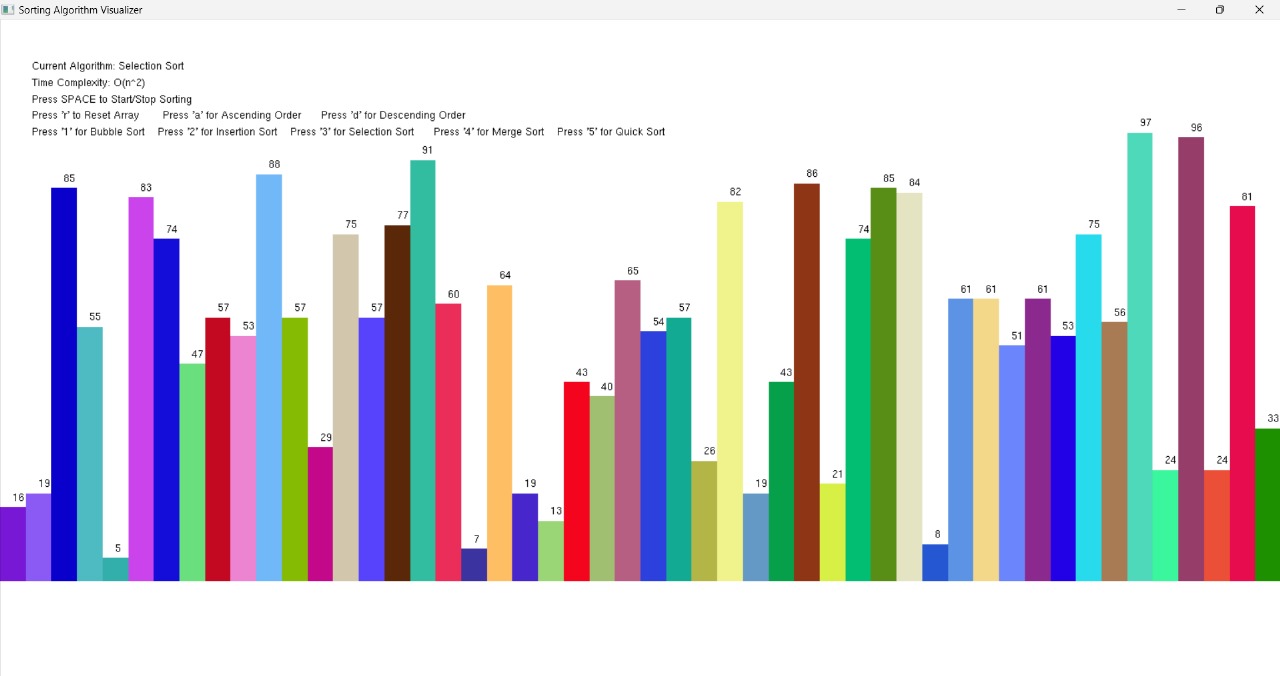 Sorting Algorithm Visualizer
Current Algorithm: Selection Sort
Time Complexity: O(n^2)
Press SPACE to Start/Stop Sorting
Press 'r' to Reset Array Press 'a' for Ascending Order Press 'd' for Descending Order
Press '1' for Bubble Sort Press '2' for Insertion Sort Press '3' for Selection Sort Press '4' for Merge Sort Press '5' for Quick Sort
16 19 85 55 5 83 74 47 57 53 88 57 29 75 57 77 91 60 7 64 19 13 43 40 65 54 57 26 82 19 43 86 21 74 85 84 8 61 61 51 61 53 75 56 97 24 96 24 81 33